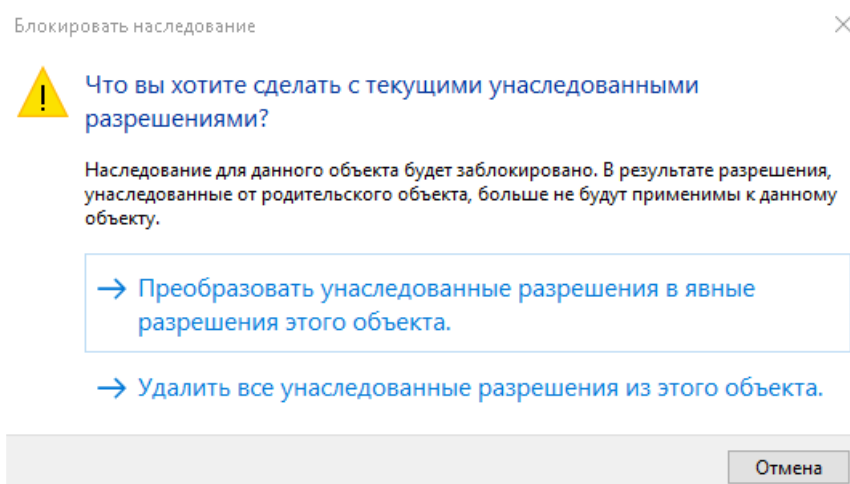 Блокировать наследование
Что вы хотите сделать с текущими унаследованными
разрешениями?
Наследование для данного объекта будет заблокировано. В результате разрешения,
унаследованные от родительского объекта, больше не будут применимы к данному
объекту.
→ Преобразовать унаследованные разрешения в явные
разрешения этого объекта.
→ Удалить все унаследованные разрешения из этого объекта.
Отмена